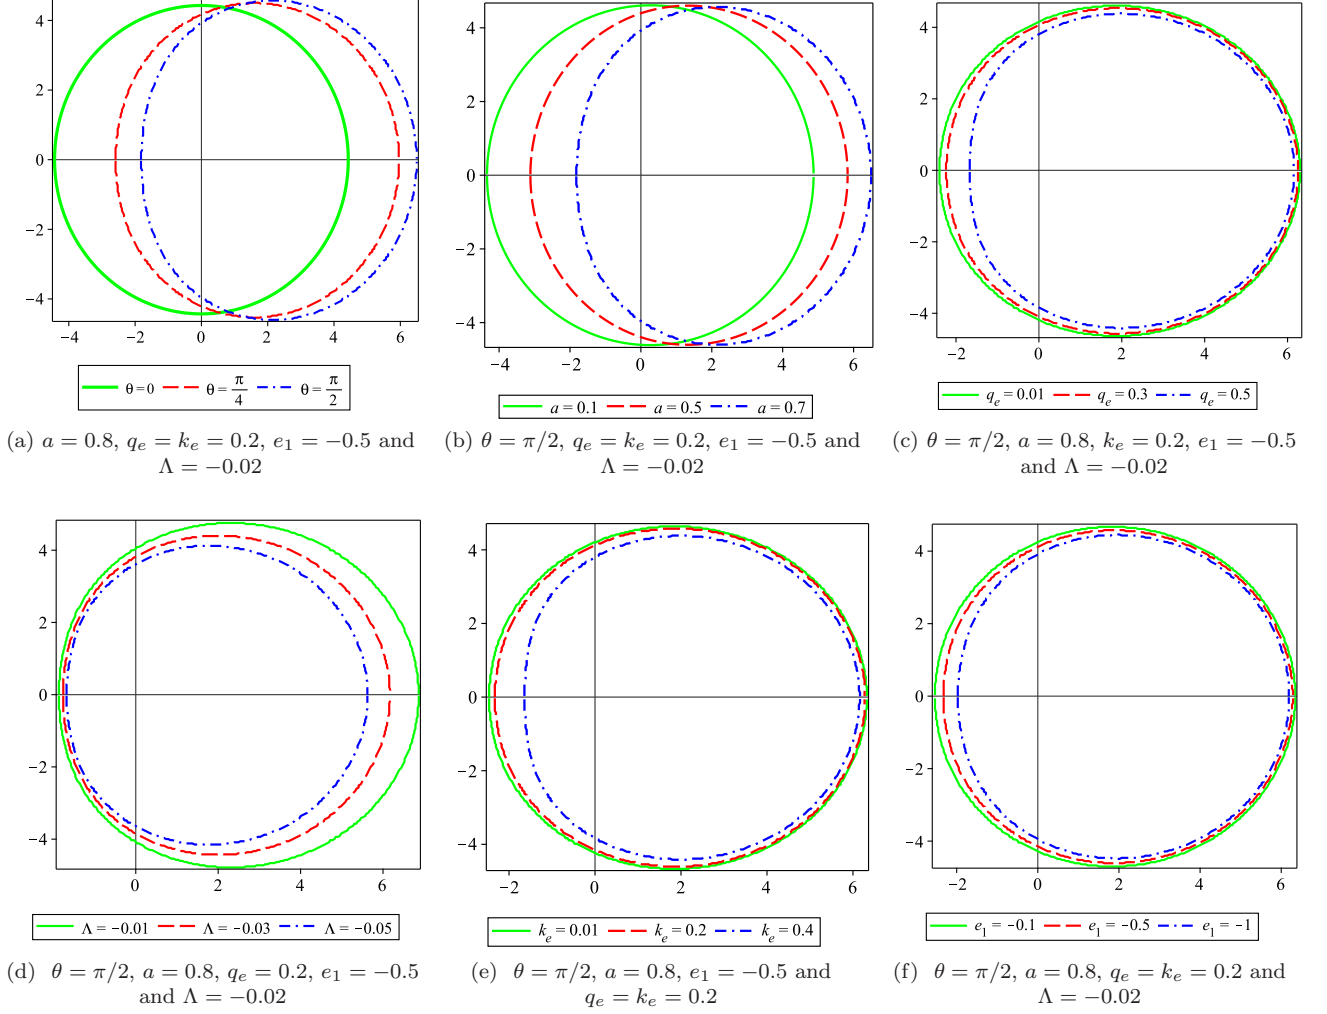 4
2
0
−2
−4
−4 −2 0 2 4 6
θ = 0 θ = π/4 θ = π/2
(a) a = 0.8, q_e = k_e = 0.2, e_1 = −0.5 and
Λ = −0.02
4
2
0
−2
−4
−4 −2 0 2 4 6
a = 0.1 a = 0.5 a = 0.7
(b) θ = π/2, q_e = k_e = 0.2, e_1 = −0.5 and
Λ = −0.02
4
2
0
−2
−4
−2 0 2 4 6
q_e = 0.01 q_e = 0.3 q_e = 0.5
(c) θ = π/2, a = 0.8, k_e = 0.2, e_1 = −0.5
and Λ = −0.02
4
2
0
−2
−4
0 2 4 6
Λ = −0.01 Λ = −0.03 Λ = −0.05
(d) θ = π/2, a = 0.8, q_e = 0.2, e_1 = −0.5
and Λ = −0.02
4
2
0
−2
−4
−2 0 2 4 6
k_e = 0.01 k_e = 0.2 k_e = 0.4
(e) θ = π/2, a = 0.8, e_1 = −0.5 and
q_e = k_e = 0.2
4
2
0
−2
−4
−2 0 2 4 6
e_1 = −0.1 e_1 = −0.5 e_1 = −1
(f) θ = π/2, a = 0.8, q_e = k_e = 0.2 and
Λ = −0.02